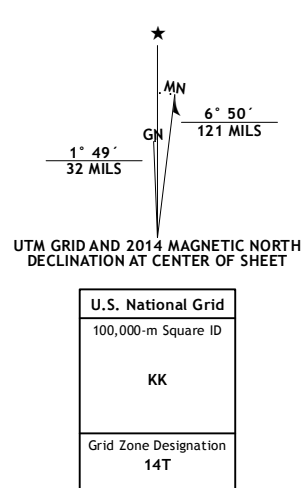 ★
MN
6° 50´
121 MILS
GN
1° 49´
32 MILS
UTM GRID AND 2014 MAGNETIC NORTH
DECLINATION AT CENTER OF SHEET
U.S. National Grid
100,000-m Square ID
KK
Grid Zone Designation
14T